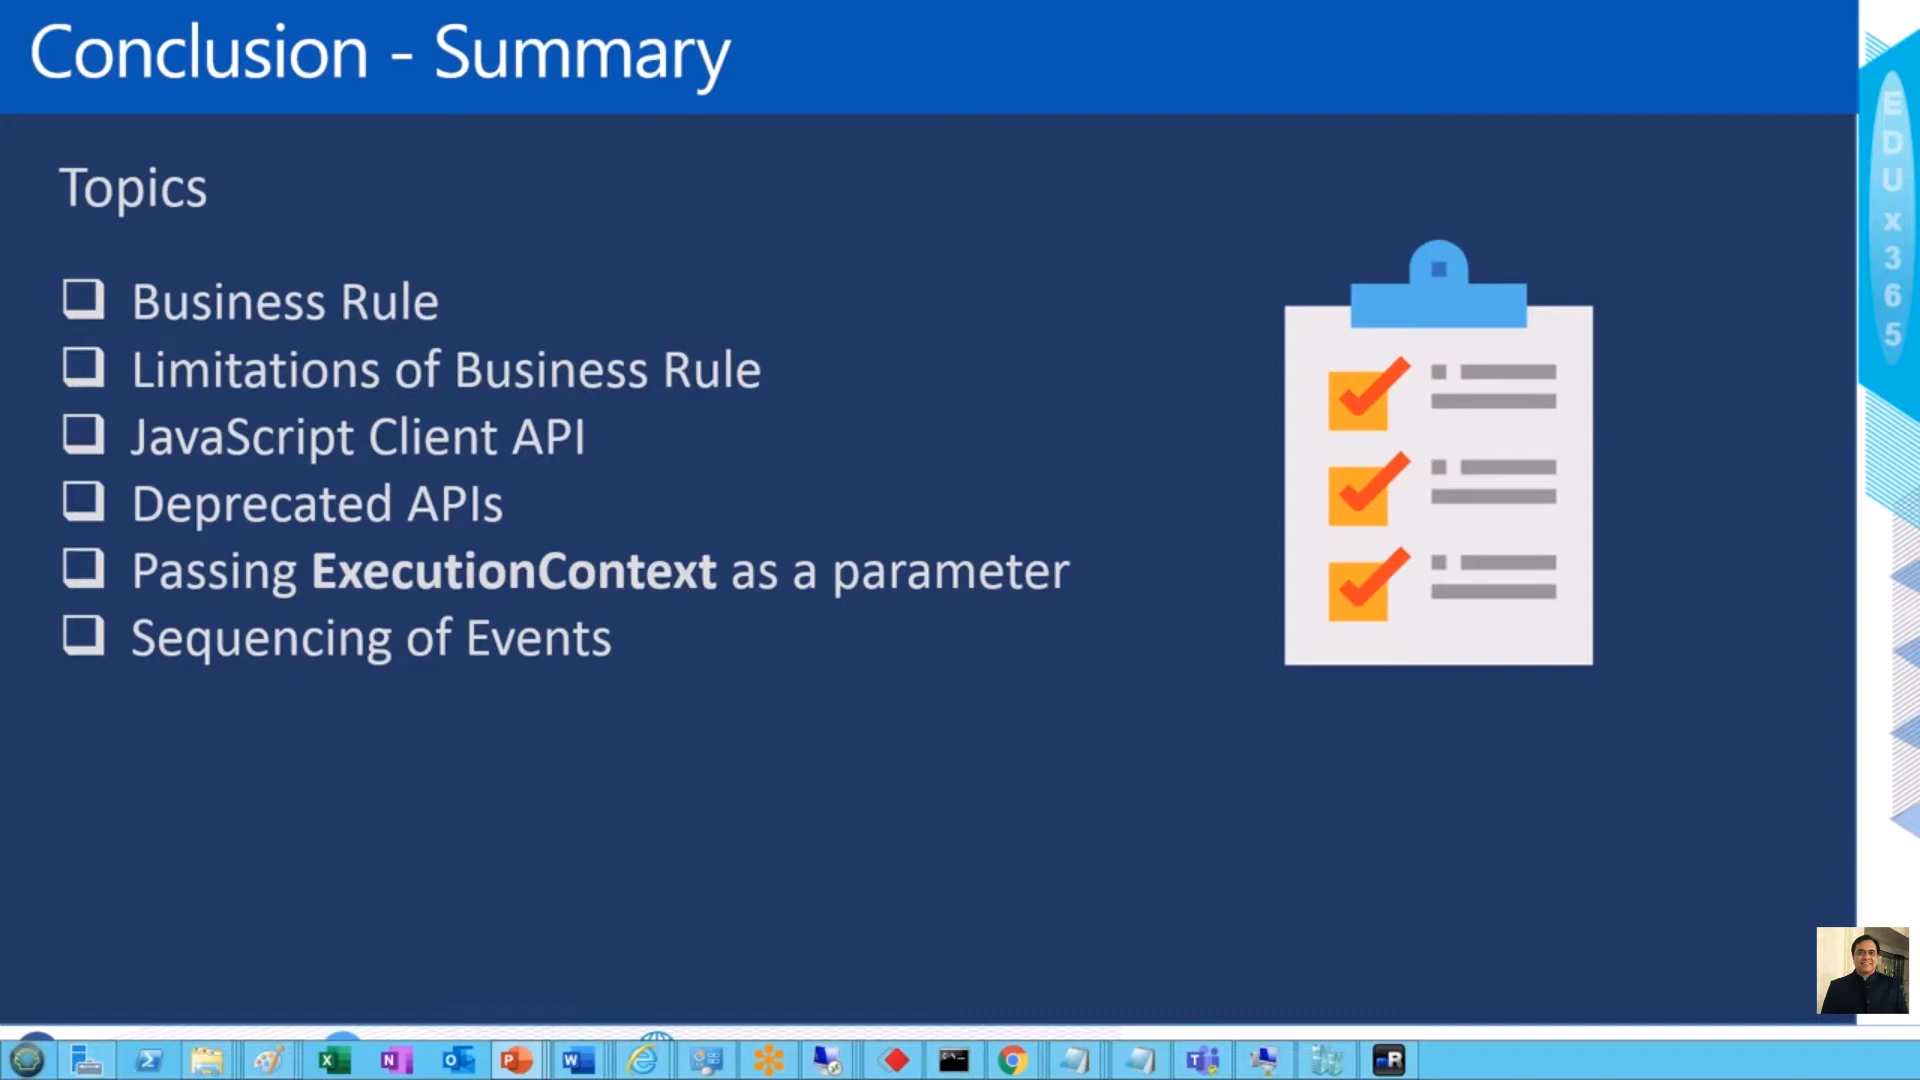 Conclusion - Summary
Topics
Business Rule
Limitations of Business Rule
JavaScript Client API
Deprecated APIs
Passing ExecutionContext as a parameter
Sequencing of Events
EDUx365